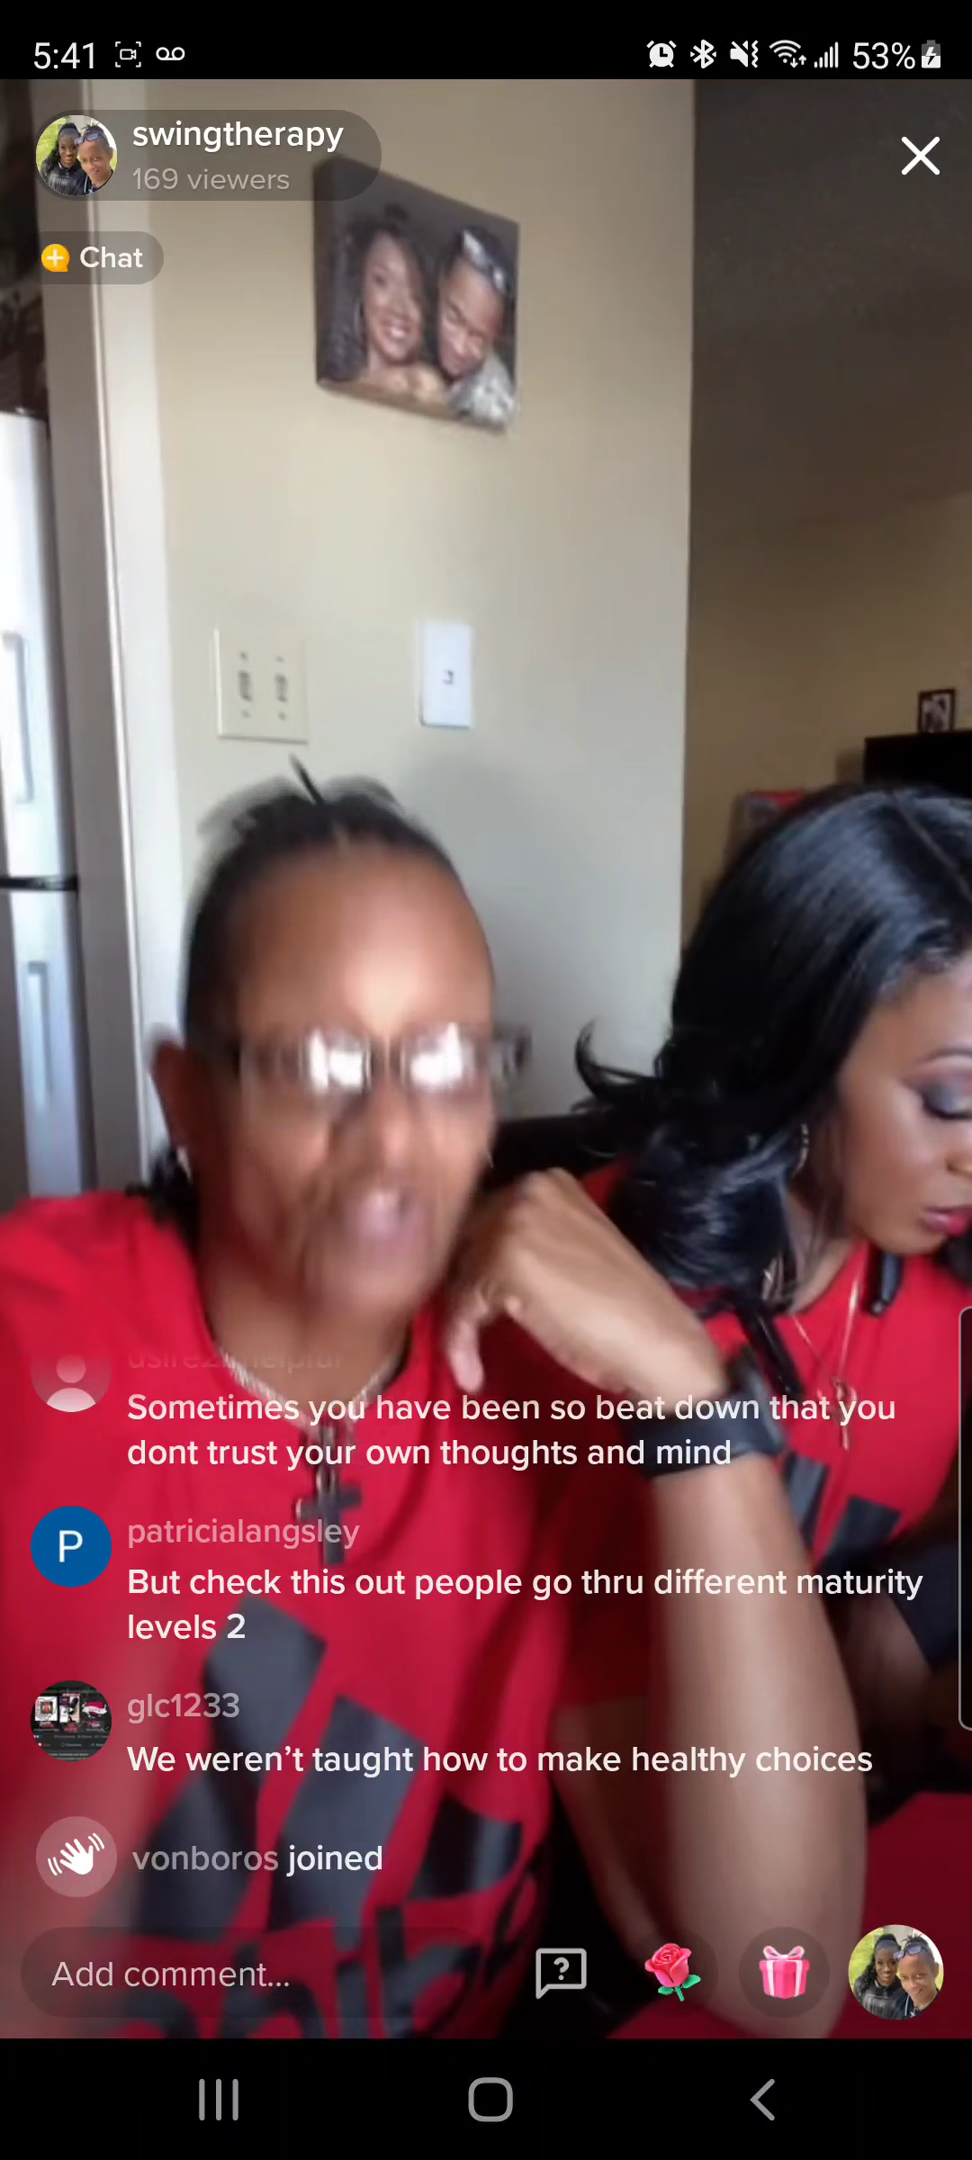 5:41
53%
swingtherapy
169 viewers
Chat
Sometimes you have been so beat down that you
dont trust your own thoughts and mind
P
patricialangsley
But check this out people go thru different maturity
levels 2
glc1233
We weren't taught how to make healthy choices
vonboros joined
Add comment...